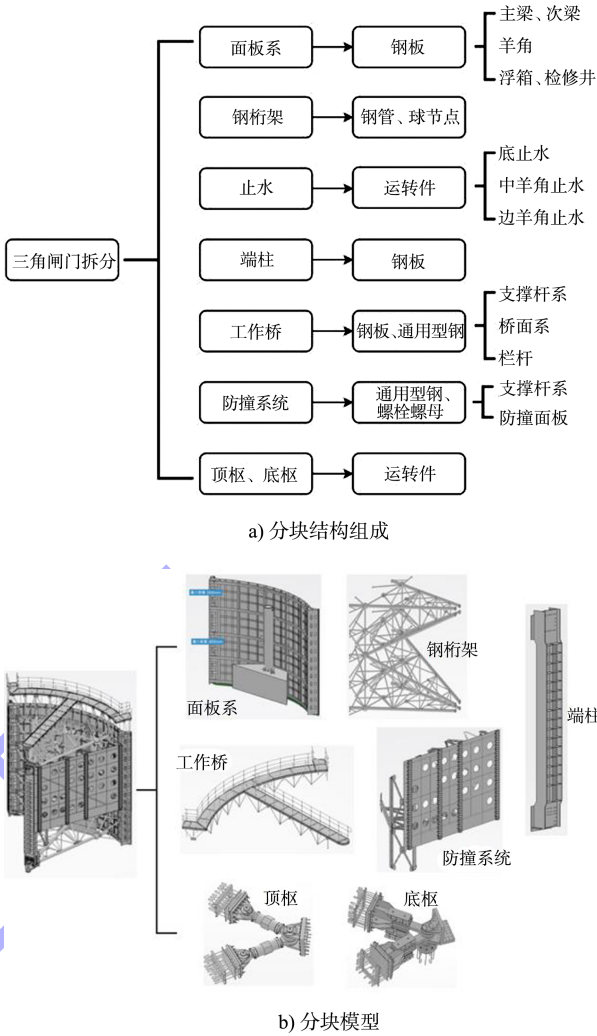 面板系
钢板
主梁、次梁
羊角
浮箱、检修井
钢桁架
钢管、球节点
止水
运转件
底止水
中羊角止水
边羊角止水
三角闸门拆分
端柱
钢板
工作桥
钢板、通用型钢
支撑杆系
桥面系
栏杆
防撞系统
通用型钢、
螺栓螺母
支撑杆系
防撞面板
顶枢、底枢
运转件
a) 分块结构组成
面板系
钢桁架
端柱
工作桥
防撞系统
顶枢
底枢
b) 分块模型